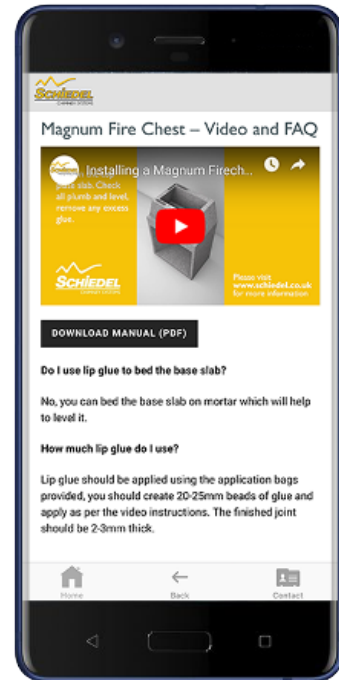 SCHIEDEL
CHIMNEY SYSTEMS
Magnum Fire Chest – Video and FAQ
Installing a Magnum Firech...
base slab. Check
all plumb and level,
remove any excess
glue.
SCHIEDEL
CHIMNEY SYSTEMS
Please visit
www.schiedel.co.uk
for more information
DOWNLOAD MANUAL (PDF)
Do I use lip glue to bed the base slab?
No, you can bed the base slab on mortar which will help
to level it.
How much lip glue do I use?
Lip glue should be applied using the application bags
provided, you should create 20-25mm beads of glue and
apply as per the video instructions. The finished joint
should be 2-3mm thick.
Home
Back
Contact